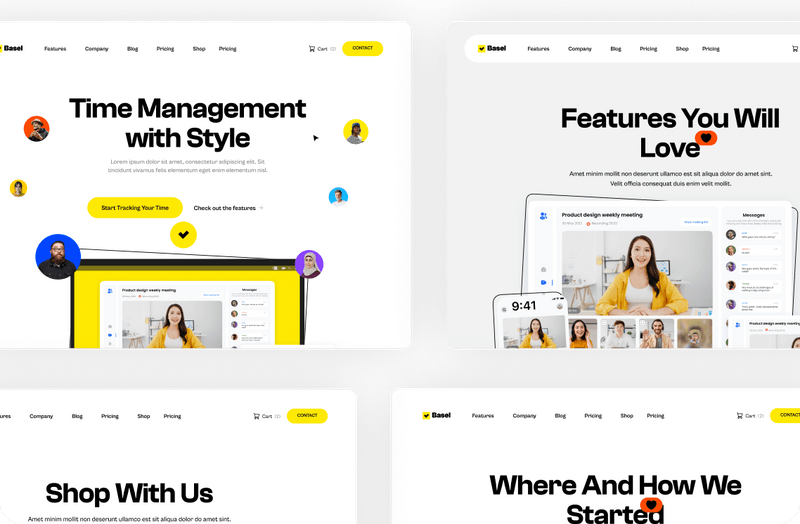 Basel
Features Company Blog Pricing Shop Pricing
Cart (0)
CONTACT
Time Management
with Style
Lorem ipsum dolor sit amet, consectetur adipiscing elit. Sit
tincidunt vivamus felis elementum eget enim elementum nisl.
Start Tracking Your Time
Check out the features
Product design weekly meeting
Messages
Basel
Features Company Blog Pricing Shop Pricing
Features You Will
Love
Amet minim mollit non deserunt ullamco est sit aliqua dolor do amet sint.
Velit officia consequat duis enim velit mollit.
Product design weekly meeting
Messages
9:41
Product design weekly meeting
Company Blog Pricing Shop Pricing
Cart
CONTACT
Shop With Us
Amet minim mollit non deserunt ullamco est sit aliqua dolor do amet sint.
Basel
Features Company Blog Pricing Shop Pricing
Cart
CONTACT
Where And How We
Started